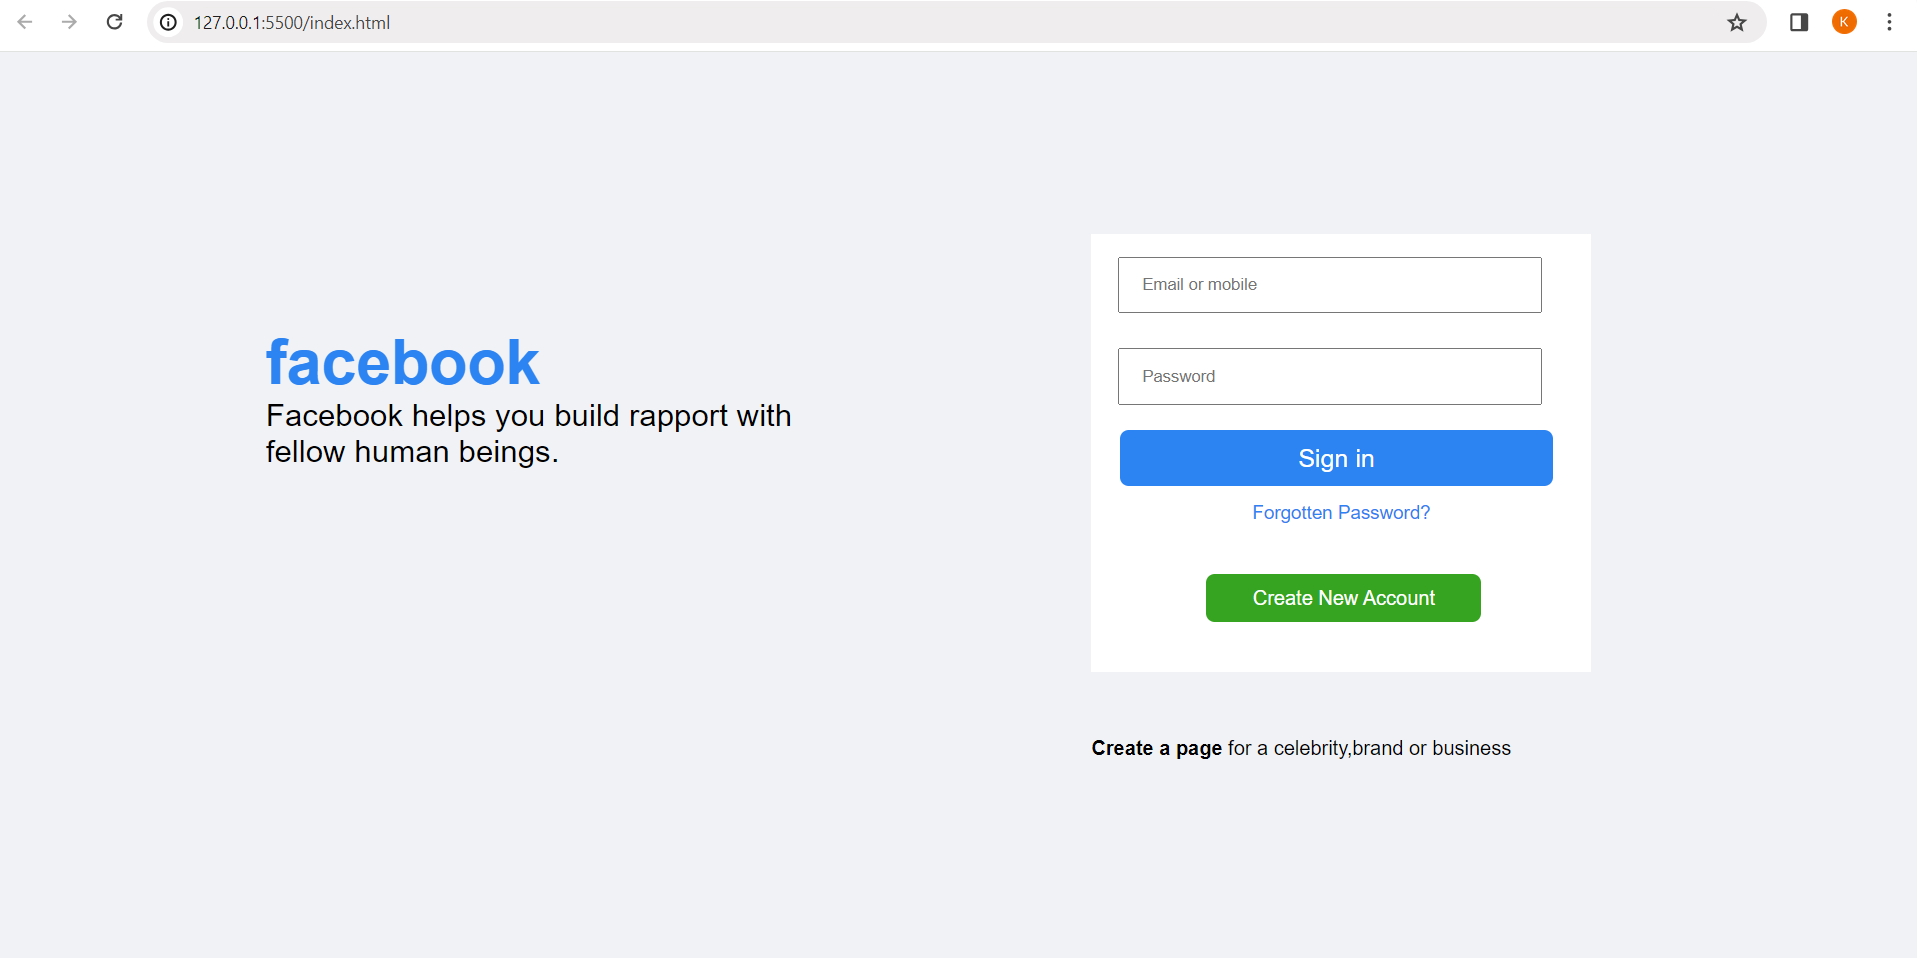 127.0.0.1:5500/index.html
K
facebook
Facebook helps you build rapport with
fellow human beings.
Email or mobile
Password
Sign in
Forgotten Password?
Create New Account
Create a page for a celebrity,brand or business